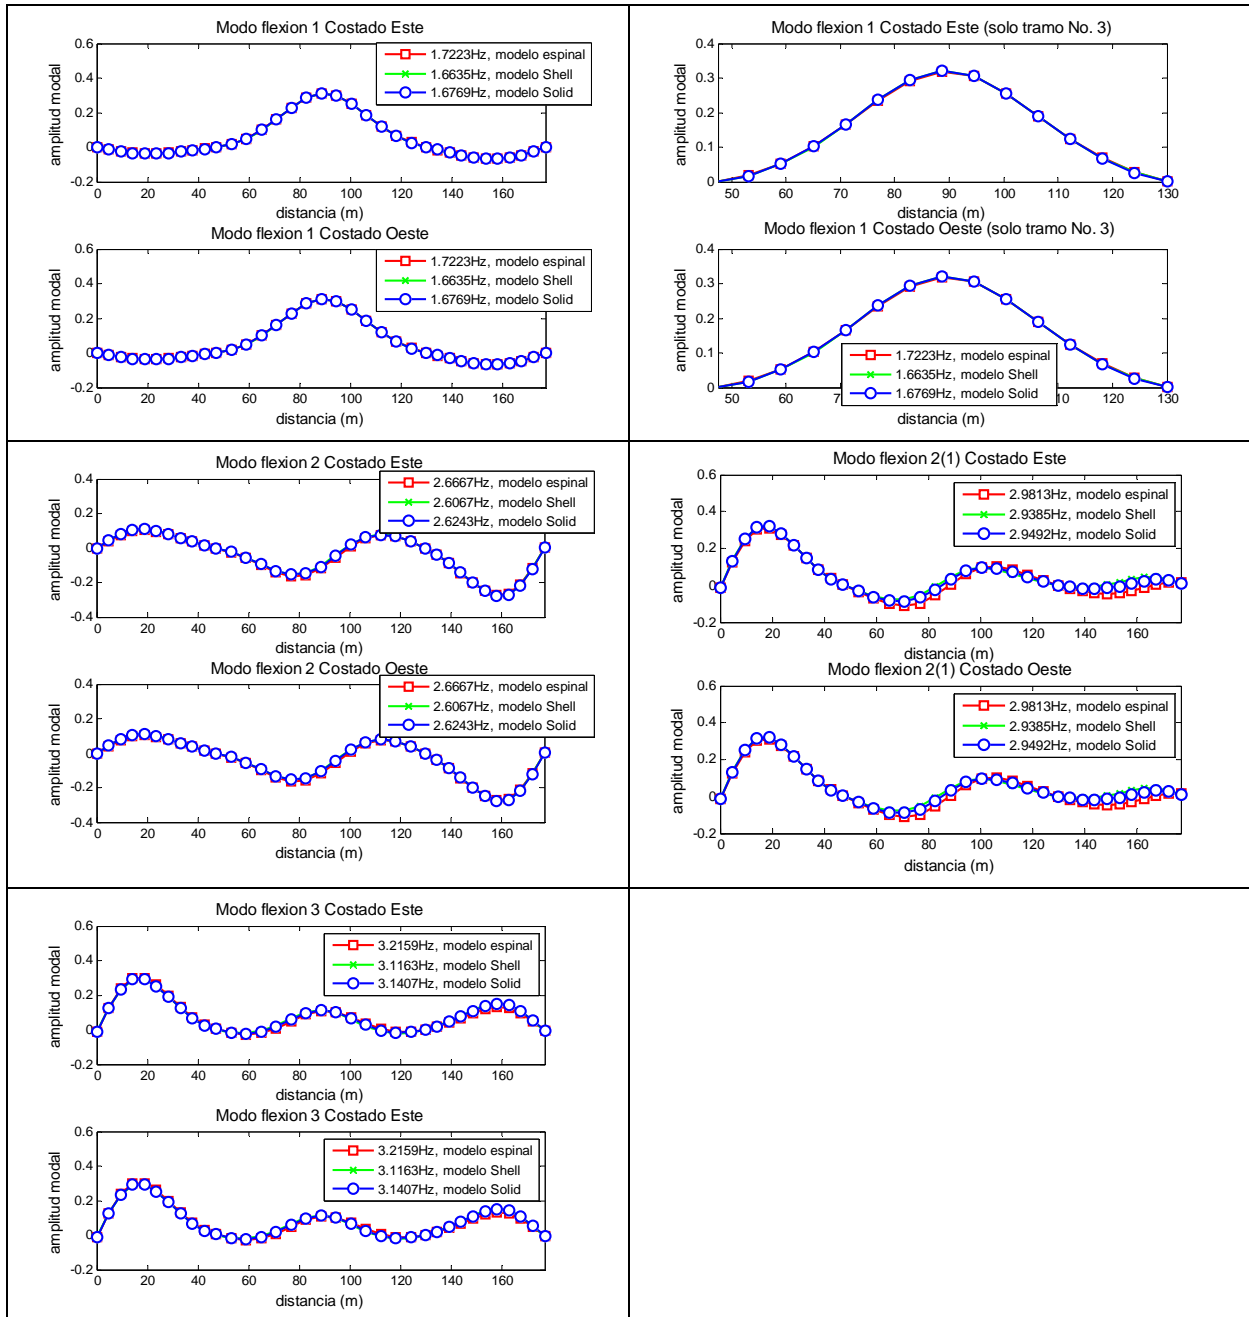 Modo flexion 1 Costado Este
0.6
0.4
0.2
0
-0.2
amplitud modal
1.7223Hz, modelo espinal
1.6635Hz, modelo Shell
1.6769Hz, modelo Solid
0 20 40 60 80 100 120 140 160
distancia (m)
Modo flexion 1 Costado Oeste
0.6
0.4
0.2
0
-0.2
amplitud modal
1.7223Hz, modelo espinal
1.6635Hz, modelo Shell
1.6769Hz, modelo Solid
0 20 40 60 80 100 120 140 160
distancia (m)
Modo flexion 1 Costado Este (solo tramo No. 3)
0.4
0.3
0.2
0.1
0
amplitud modal
50 60 70 80 90 100 110 120 130
distancia (m)
Modo flexion 1 Costado Oeste (solo tramo No. 3)
0.4
0.3
0.2
0.1
0
amplitud modal
1.7223Hz, modelo espinal
1.6635Hz, modelo Shell
1.6769Hz, modelo Solid
50 60 120 130
distancia (m)
Modo flexion 2 Costado Este
0.4
0.2
0
-0.2
-0.4
amplitud modal
2.6667Hz, modelo espinal
2.6067Hz, modelo Shell
2.6243Hz, modelo Solid
0 20 40 60 80 100 120 140 160
distancia (m)
Modo flexion 2 Costado Oeste
0.4
0.2
0
-0.2
-0.4
amplitud modal
2.6667Hz, modelo espinal
2.6067Hz, modelo Shell
2.6243Hz, modelo Solid
0 20 40 60 80 100 120 140 160
distancia (m)
Modo flexion 2(1) Costado Este
0.6
0.4
0.2
0
-0.2
amplitud modal
2.9813Hz, modelo espinal
2.9385Hz, modelo Shell
2.9492Hz, modelo Solid
0 20 40 60 80 100 120 140 160
distancia (m)
Modo flexion 2(1) Costado Oeste
0.6
0.4
0.2
0
-0.2
amplitud modal
2.9813Hz, modelo espinal
2.9385Hz, modelo Shell
2.9492Hz, modelo Solid
0 20 40 60 80 100 120 140 160
distancia (m)
Modo flexion 3 Costado Este
0.6
0.4
0.2
0
-0.2
amplitud modal
3.2159Hz, modelo espinal
3.1163Hz, modelo Shell
3.1407Hz, modelo Solid
0 20 40 60 80 100 120 140 160
distancia (m)
Modo flexion 3 Costado Este
0.6
0.4
0.2
0
-0.2
amplitud modal
3.2159Hz, modelo espinal
3.1163Hz, modelo Shell
3.1407Hz, modelo Solid
0 20 40 60 80 100 120 140 160
distancia (m)